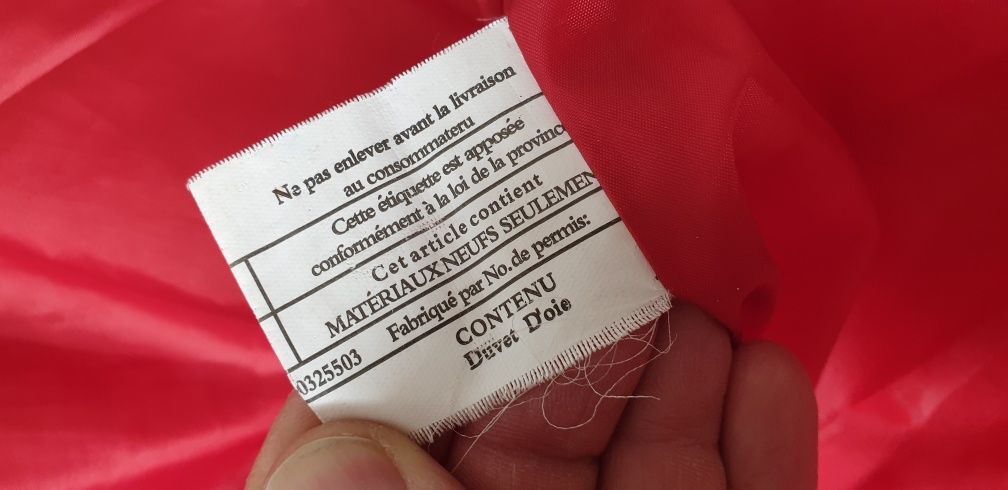 Ne pas enlever avant la livraison
au consommateru
Cette étiquette est apposée
conformément à la loi de la provinc
Cet article contient
MATÉRIAUX NEUFS SEULEMEN
Fabriqué par No. de permis:
0325503
CONTENU
Duvet D'oie